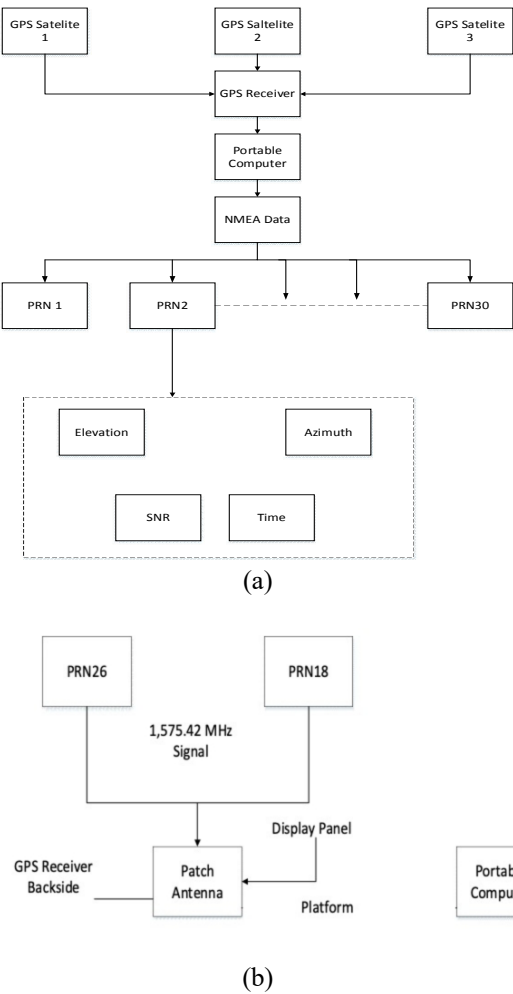 GPS Satelite
1
GPS Saltelite
2
GPS Satelite
3
GPS Receiver
Portable
Computer
NMEA Data
PRN 1
PRN2
PRN30
Elevation
Azimuth
SNR
Time
(a)
PRN26
PRN18
1,575.42 MHz
Signal
Display Panel
GPS Receiver
Backside
Patch
Antenna
Platform
Portab
Compu
(b)